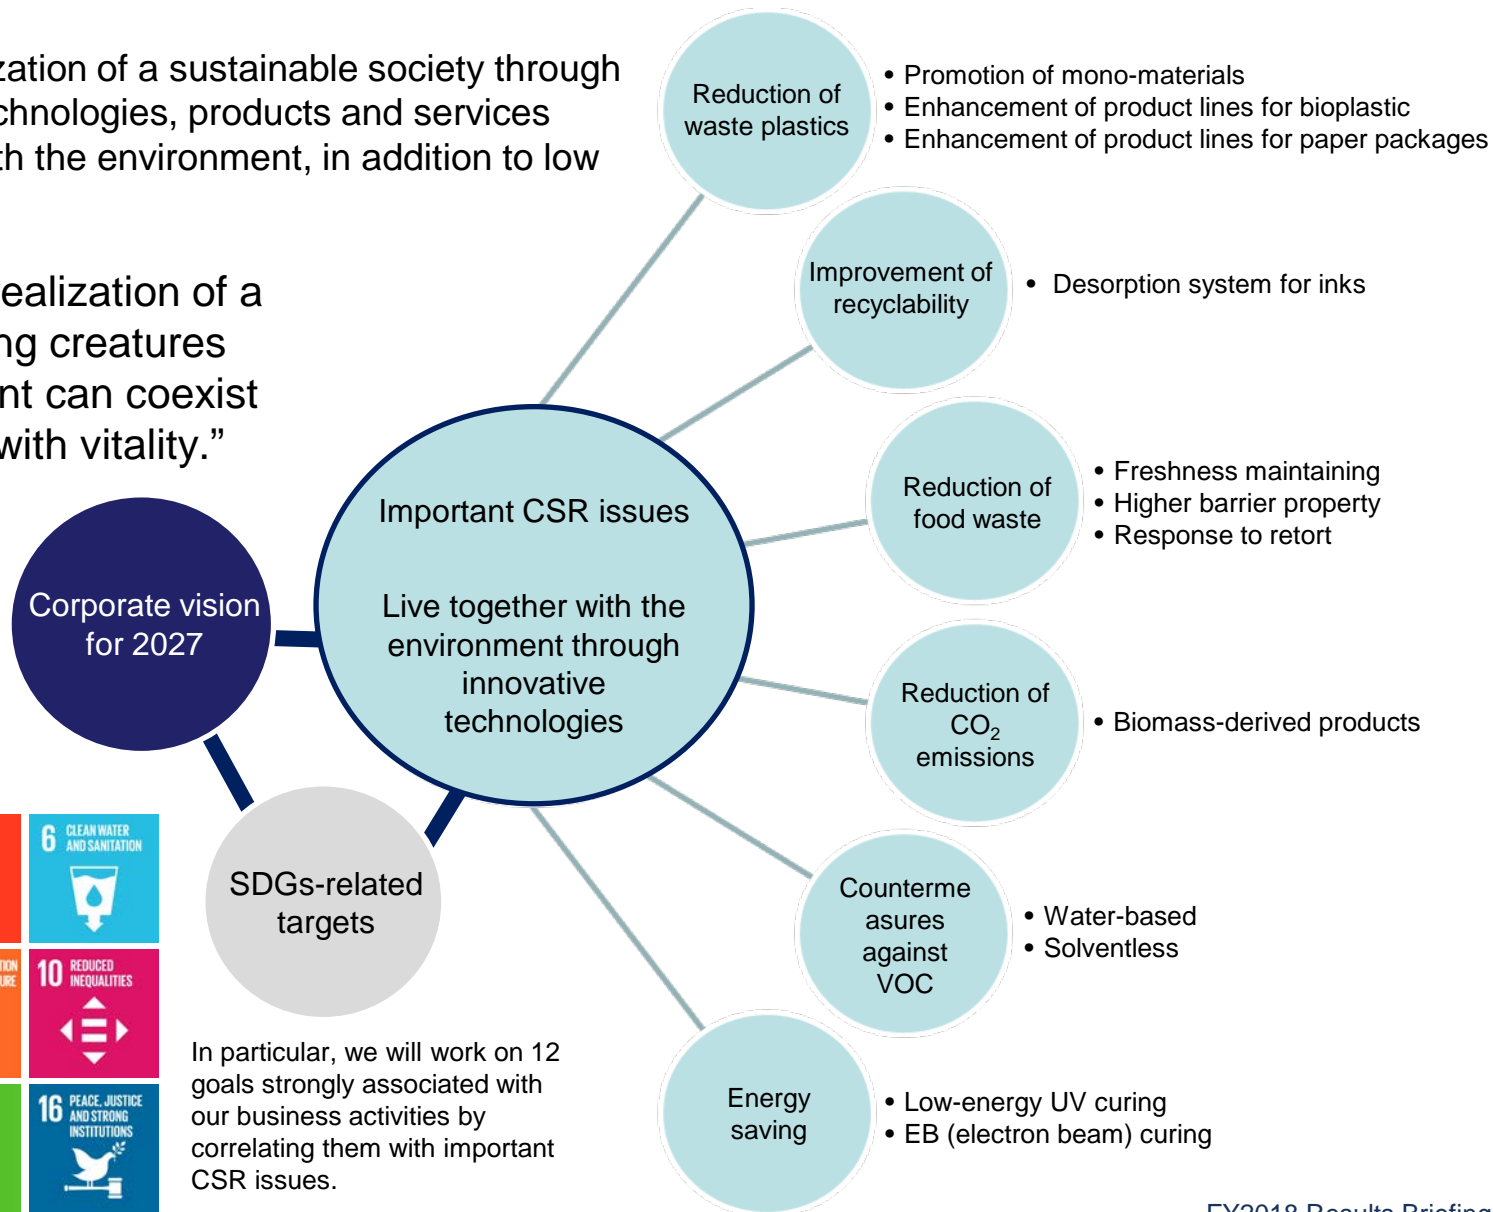 zation of a sustainable society through
chnologies, products and services
th the environment, in addition to low
ealization of a
ng creatures
nt can coexist
with vitality.”
Reduction of
waste plastics
• Promotion of mono-materials
• Enhancement of product lines for bioplastic
• Enhancement of product lines for paper packages
Improvement of
recyclability
• Desorption system for inks
Reduction of
food waste
• Freshness maintaining
• Higher barrier property
• Response to retort
Important CSR issues
Live together with the
environment through
innovative
technologies
Corporate vision
for 2027
Reduction of
CO₂
emissions
• Biomass-derived products
SDGs-related
targets
Counterme
asures
against
VOC
• Water-based
• Solventless
6 CLEAN WATER
AND SANITATION
TION
URE
10 REDUCED
INEQUALITIES
16 PEACE, JUSTICE
AND STRONG
INSTITUTIONS
In particular, we will work on 12
goals strongly associated with
our business activities by
correlating them with important
CSR issues.
Energy
saving
• Low-energy UV curing
• EB (electron beam) curing
FY2018 Results Briefing